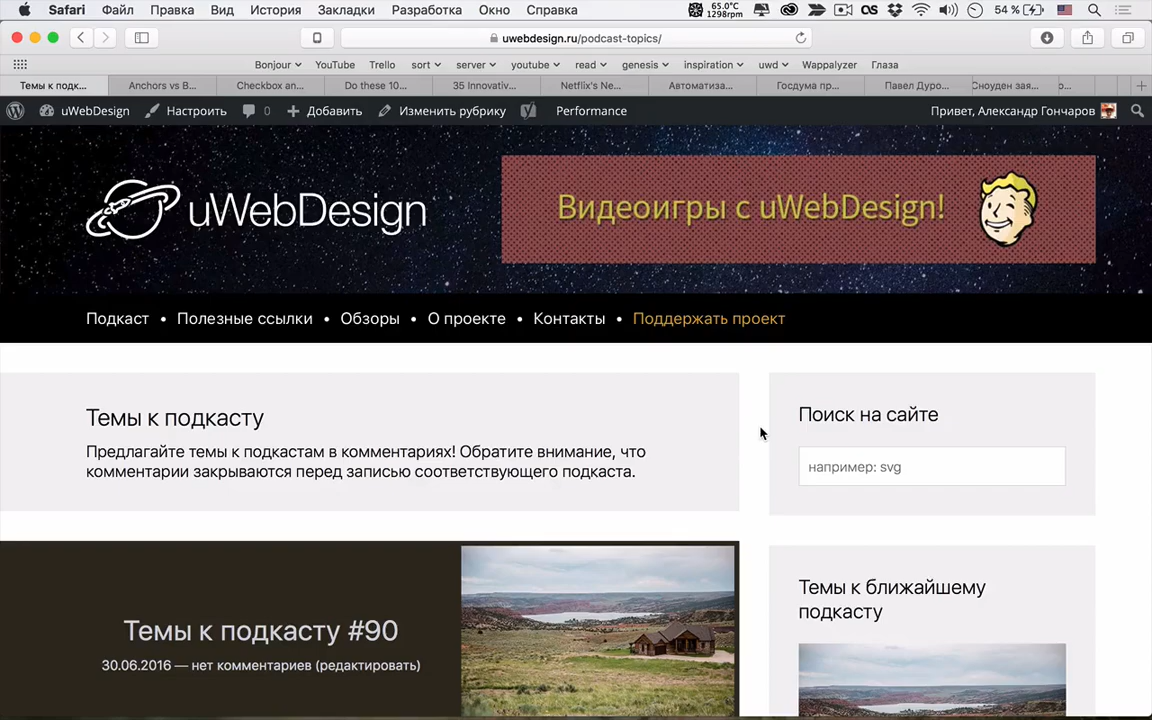 Safari Файл Правка Вид История Закладки Разработка Окно Справка
65.0°C
1298rpm
54 %
uwebdesign.ru/podcast-topics/
Bonjour YouTube Trello sort server youtube read genesis inspiration uwd Wappalyzer Глаза
Темы к подк... Anchors vs B... Checkbox an... Do these 10... 35 Innovativ... Netflix's Ne... Автоматиза... Госдума пр... Павел Дуро... Сноуден зая...
uWebDesign Настроить 0 Добавить Изменить рубрику Performance Привет, Александр Гончаров
uWebDesign
Видеоигры с uWebDesign!
Подкаст • Полезные ссылки • Обзоры • О проекте • Контакты • Поддержать проект
Темы к подкасту
Предлагайте темы к подкастам в комментариях! Обратите внимание, что
комментарии закрываются перед записью соответствующего подкаста.
Поиск на сайте
например: svg
Темы к подкасту #90
30.06.2016 — нет комментариев (редактировать)
Темы к ближайшему
подкасту